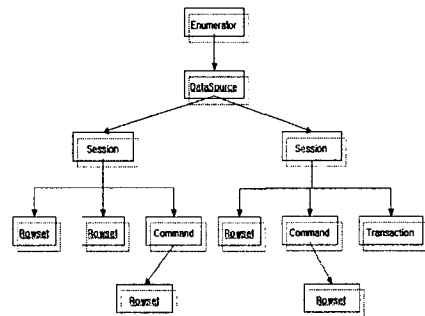 Enumerator
DataSource
Session
Session
Rowset
Rowset
Command
Rowset
Command
Transaction
Rowset
Rowset